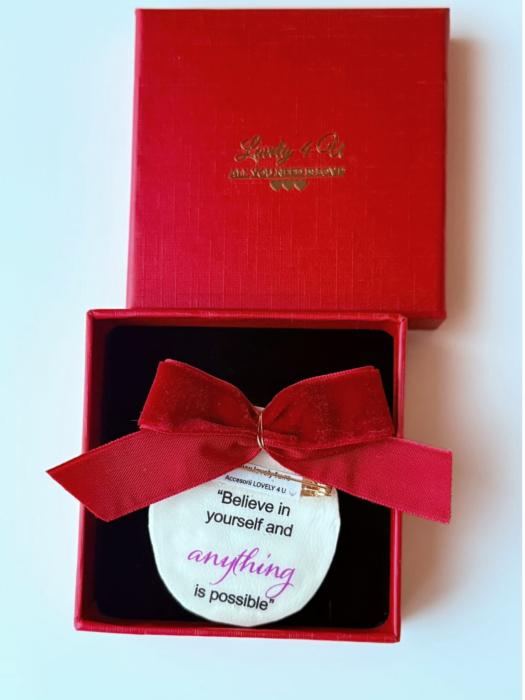 Lovely 4 U
ALL YOU NEED IS LOVE
Accesorii LOVELY 4 U
“Believe in
yourself and
anything
is possible”